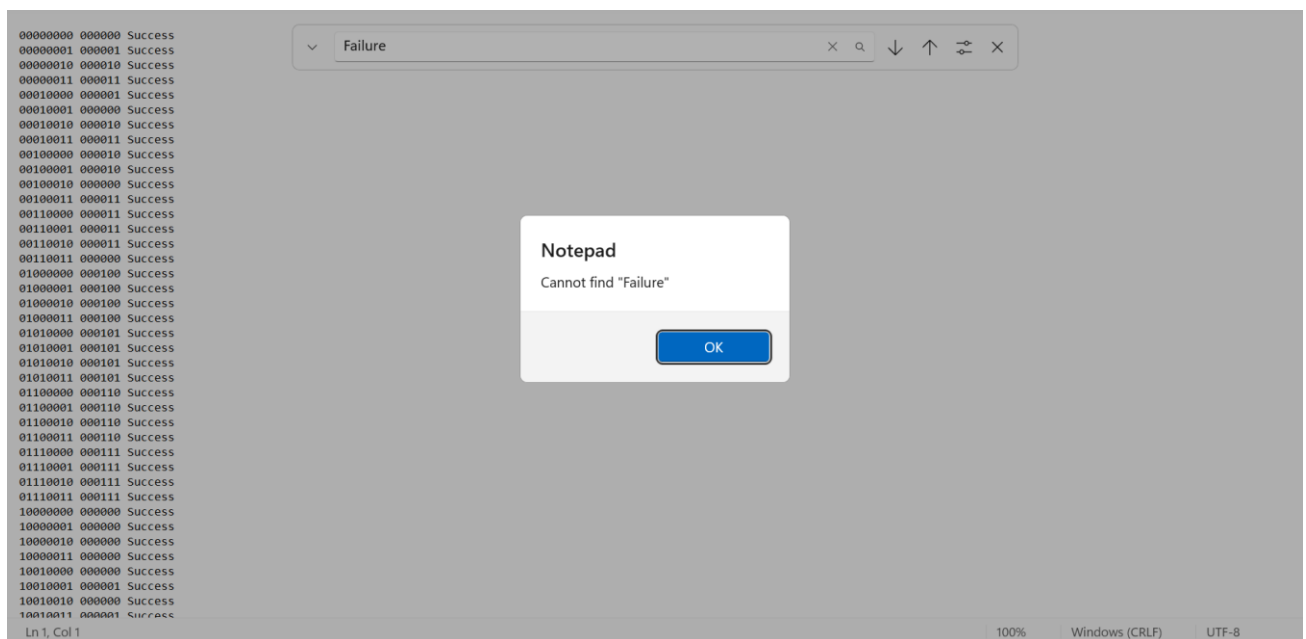 00000000 000000 Success
00000001 000001 Success
00000010 000010 Success
00000011 000011 Success
00010000 000001 Success
00010001 000000 Success
00010010 000010 Success
00010011 000011 Success
00100000 000010 Success
00100001 000010 Success
00100010 000000 Success
00100011 000011 Success
00110000 000011 Success
00110001 000011 Success
00110010 000011 Success
00110011 000000 Success
01000000 000100 Success
01000001 000100 Success
01000010 000100 Success
01000011 000100 Success
01010000 000101 Success
01010001 000101 Success
01010010 000101 Success
01010011 000101 Success
01100000 000110 Success
01100001 000110 Success
01100010 000110 Success
01100011 000110 Success
01110000 000111 Success
01110001 000111 Success
01110010 000111 Success
01110011 000111 Success
10000000 000000 Success
10000001 000000 Success
10000010 000000 Success
10000011 000000 Success
10010000 000000 Success
10010001 000001 Success
10010010 000000 Success
10010011 000001 Success
Failure
Notepad
Cannot find "Failure"
OK
Ln 1, Col 1
100%
Windows (CRLF)
UTF-8